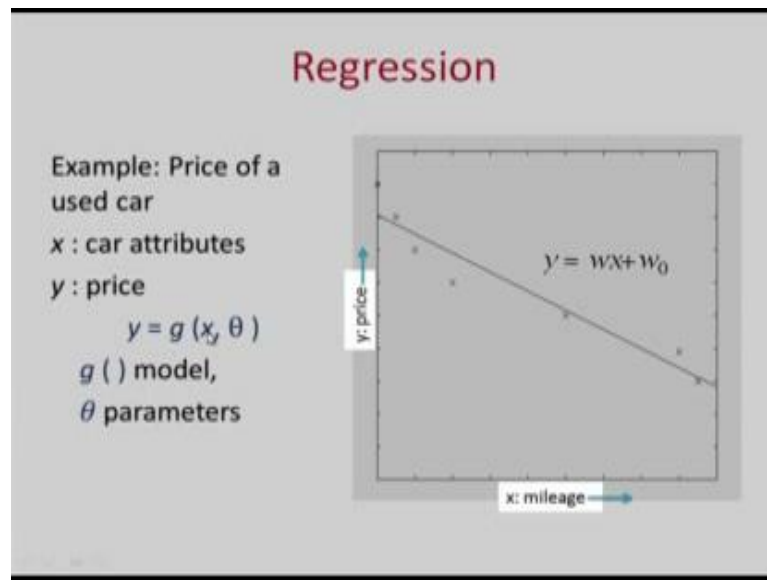 Regression
Example: Price of a
used car
x : car attributes
y : price
y = g (x, θ )
g ( ) model,
θ parameters
y = wx+w₀
y: price
x: mileage